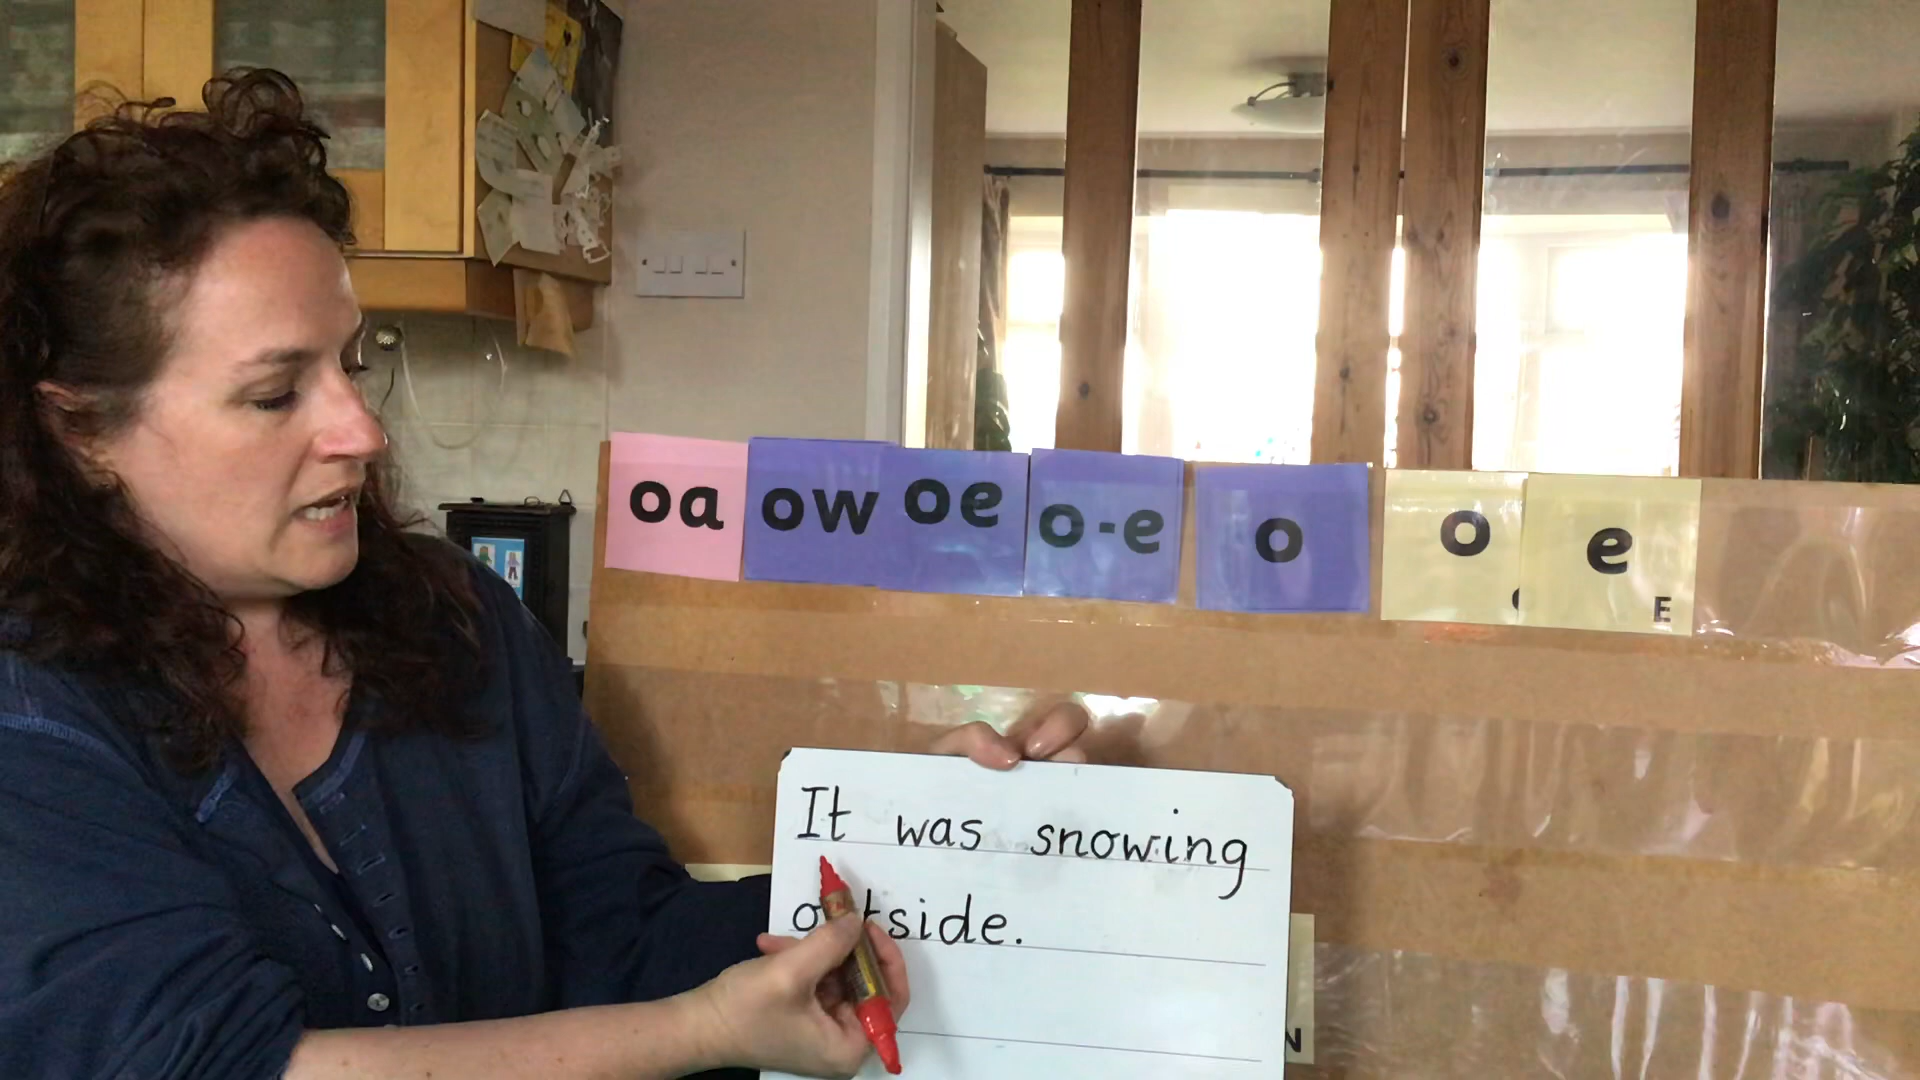 oa ow oe o-e o o e
E
It was snowing
outside.
N